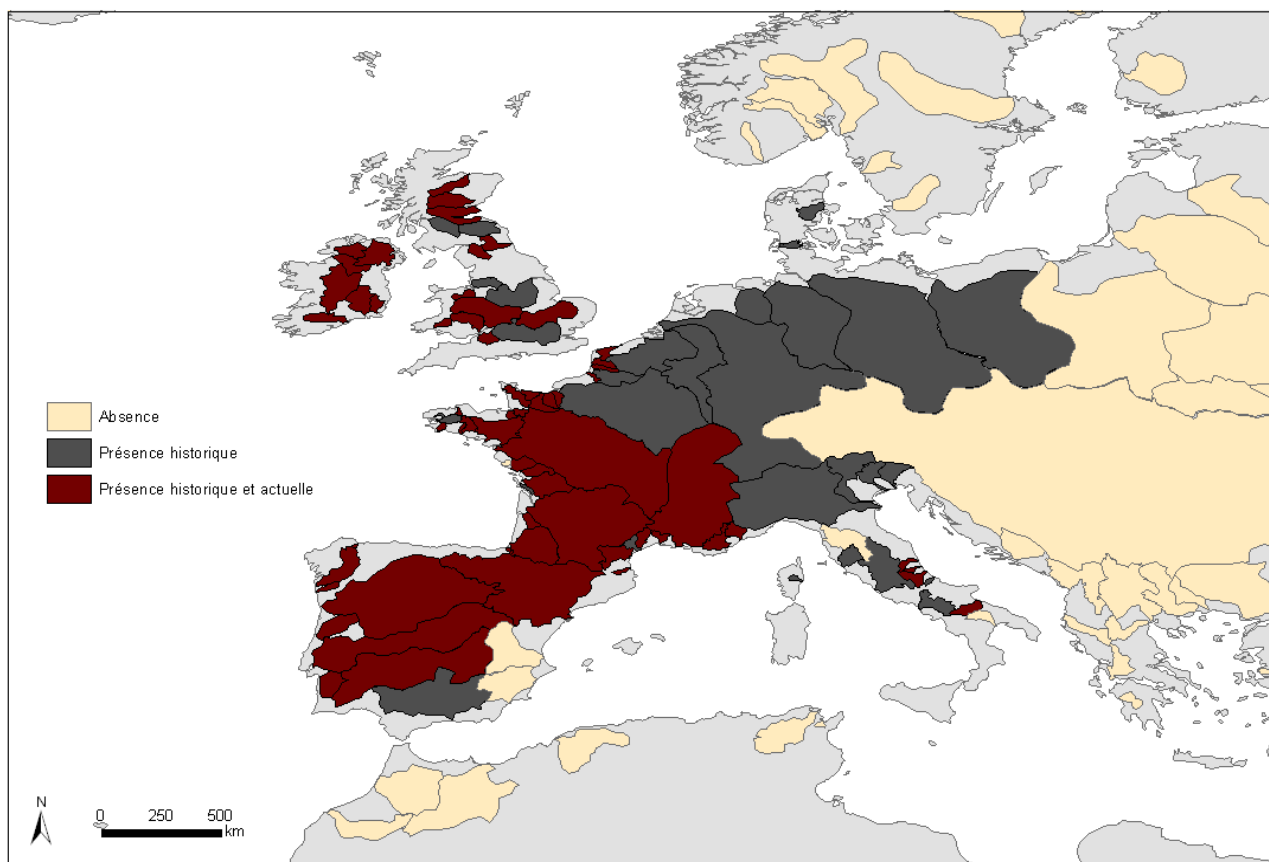 Absence
Présence historique
Présence historique et actuelle
N
0 250 500
km